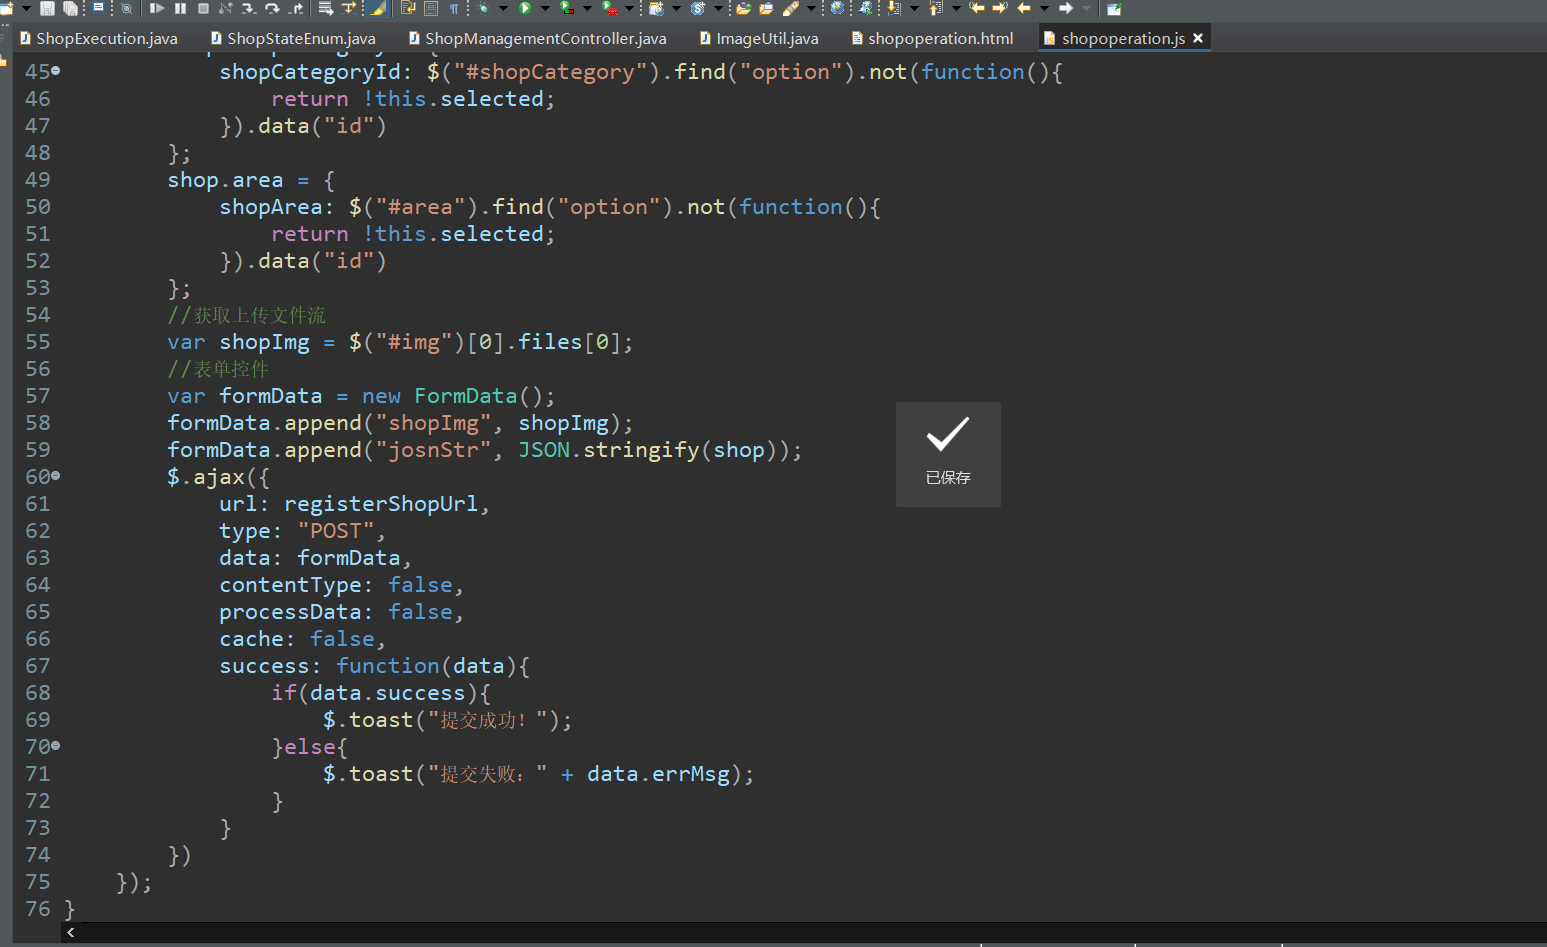 ShopExecution.java
ShopStateEnum.java
ShopManagementController.java
ImageUtil.java
shopoperation.html
shopoperation.js
45 shopCategoryId: $("#shopCategory").find("option").not(function(){
46 return !this.selected;
47 }).data("id")
48 };
49 shop.area = {
50 shopArea: $("#area").find("option").not(function(){
51 return !this.selected;
52 }).data("id")
53 };
54 //获取上传文件流
55 var shopImg = $("#img")[0].files[0];
56 //表单控件
57 var formData = new FormData();
58 formData.append("shopImg", shopImg);
59 formData.append("josnStr", JSON.stringify(shop));
60 $.ajax({
61 url: registerShopUrl,
62 type: "POST",
63 data: formData,
64 contentType: false,
65 processData: false,
66 cache: false,
67 success: function(data){
68 if(data.success){
69 $.toast("提交成功！");
70 }else{
71 $.toast("提交失败：" + data.errMsg);
72 }
73 }
74 })
75 });
76 }
已保存